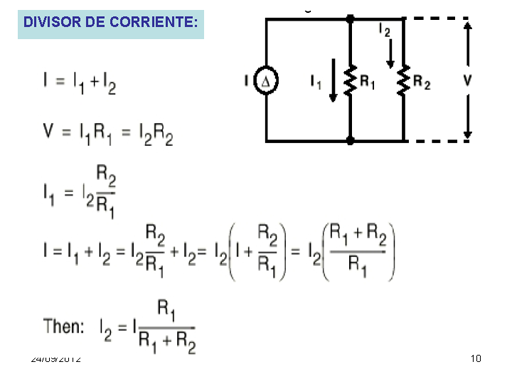 DIVISOR DE CORRIENTE:
I = I₁ + I₂
V = I₁R₁ = I₂R₂
I₁ = I₂ R₂/R₁
I = I₁ + I₂ = I₂ R₂/R₁ + I₂ = I₂ (I + R₂/R₁) = I₂ ((R₁ + R₂)/R₁)
Then: I₂ = I R₁/(R₁ + R₂)
I I₁ R₁ I₂ R₂ V
24/09/2012
10